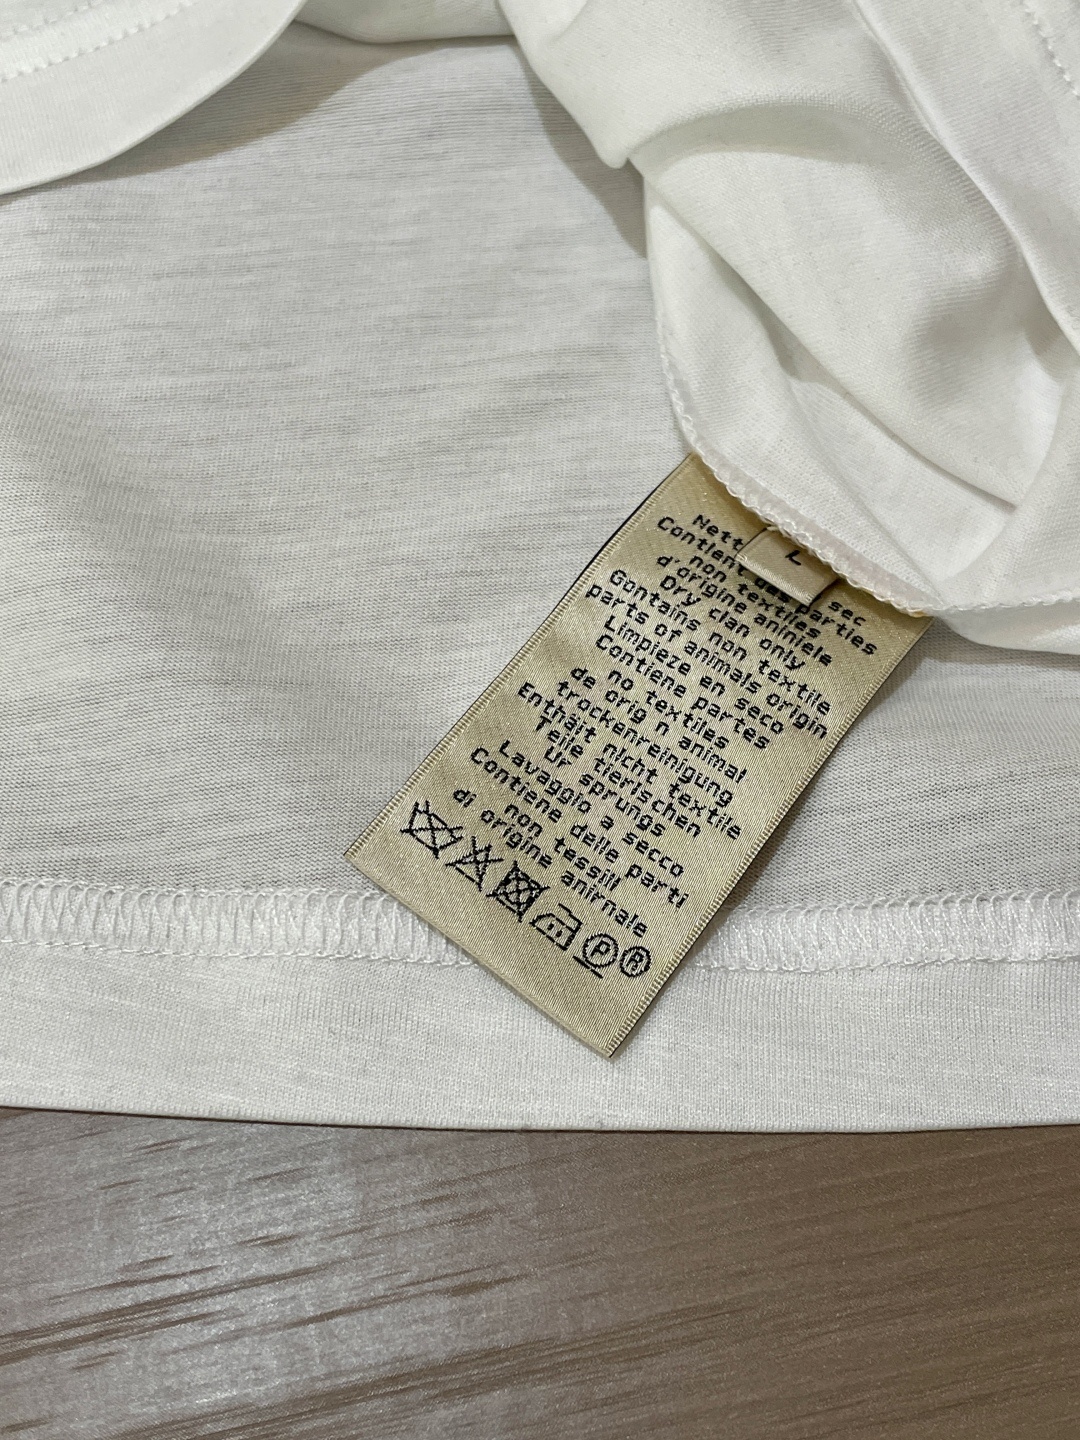 L
Nett sec
Contient des parties
non textiles
d'origine aniniele
Dry clan only
Gontains non textile
parts of animals origin
Limpieze en seco
Contiene partes
no textiles
de orig n animal
trockenreinigung
Enthäit nicht textile
Teile tierischen
Ur sprungs
Lavaggio a secco
Contiene delle parti
non tessili
di origine anirnale
P R